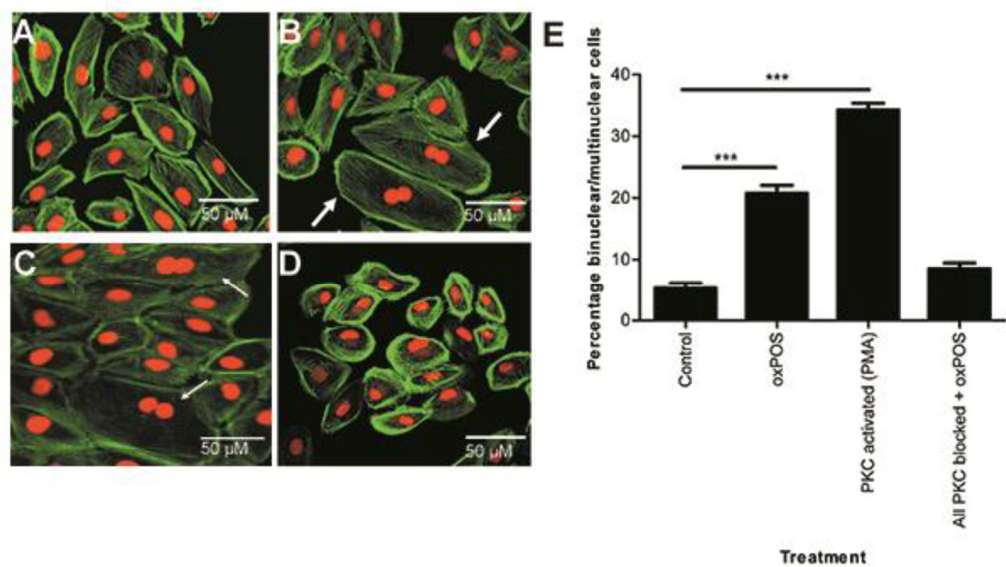 A
50 µM
B
50 µM
C
50 µM
D
50 µM
E
Percentage binuclear/multinuclear cells
40
30
20
10
0
***
***
Control
oxPOS
PKC activated (PMA)
All PKC blocked + oxPOS
Treatment